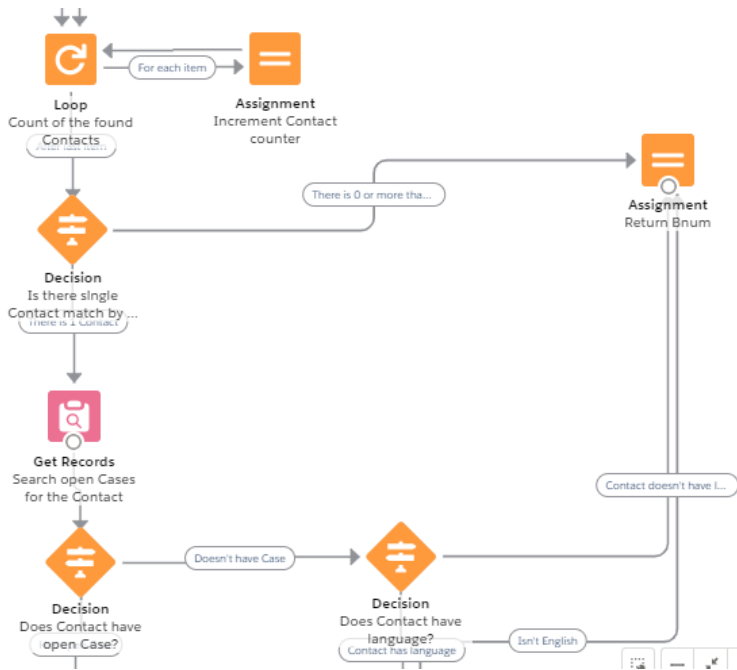 For each item
Loop
Count of the found
Contacts
After last item
Assignment
Increment Contact
counter
There is 0 or more tha...
Assignment
Return Bnum
Decision
Is there single
Contact match by ...
There is 1 Contact
Get Records
Search open Cases
for the Contact
Contact doesn't have l...
Doesn't have Case
Decision
Does Contact have
open Case?
Decision
Does Contact have
language?
Contact has language
Isn't English